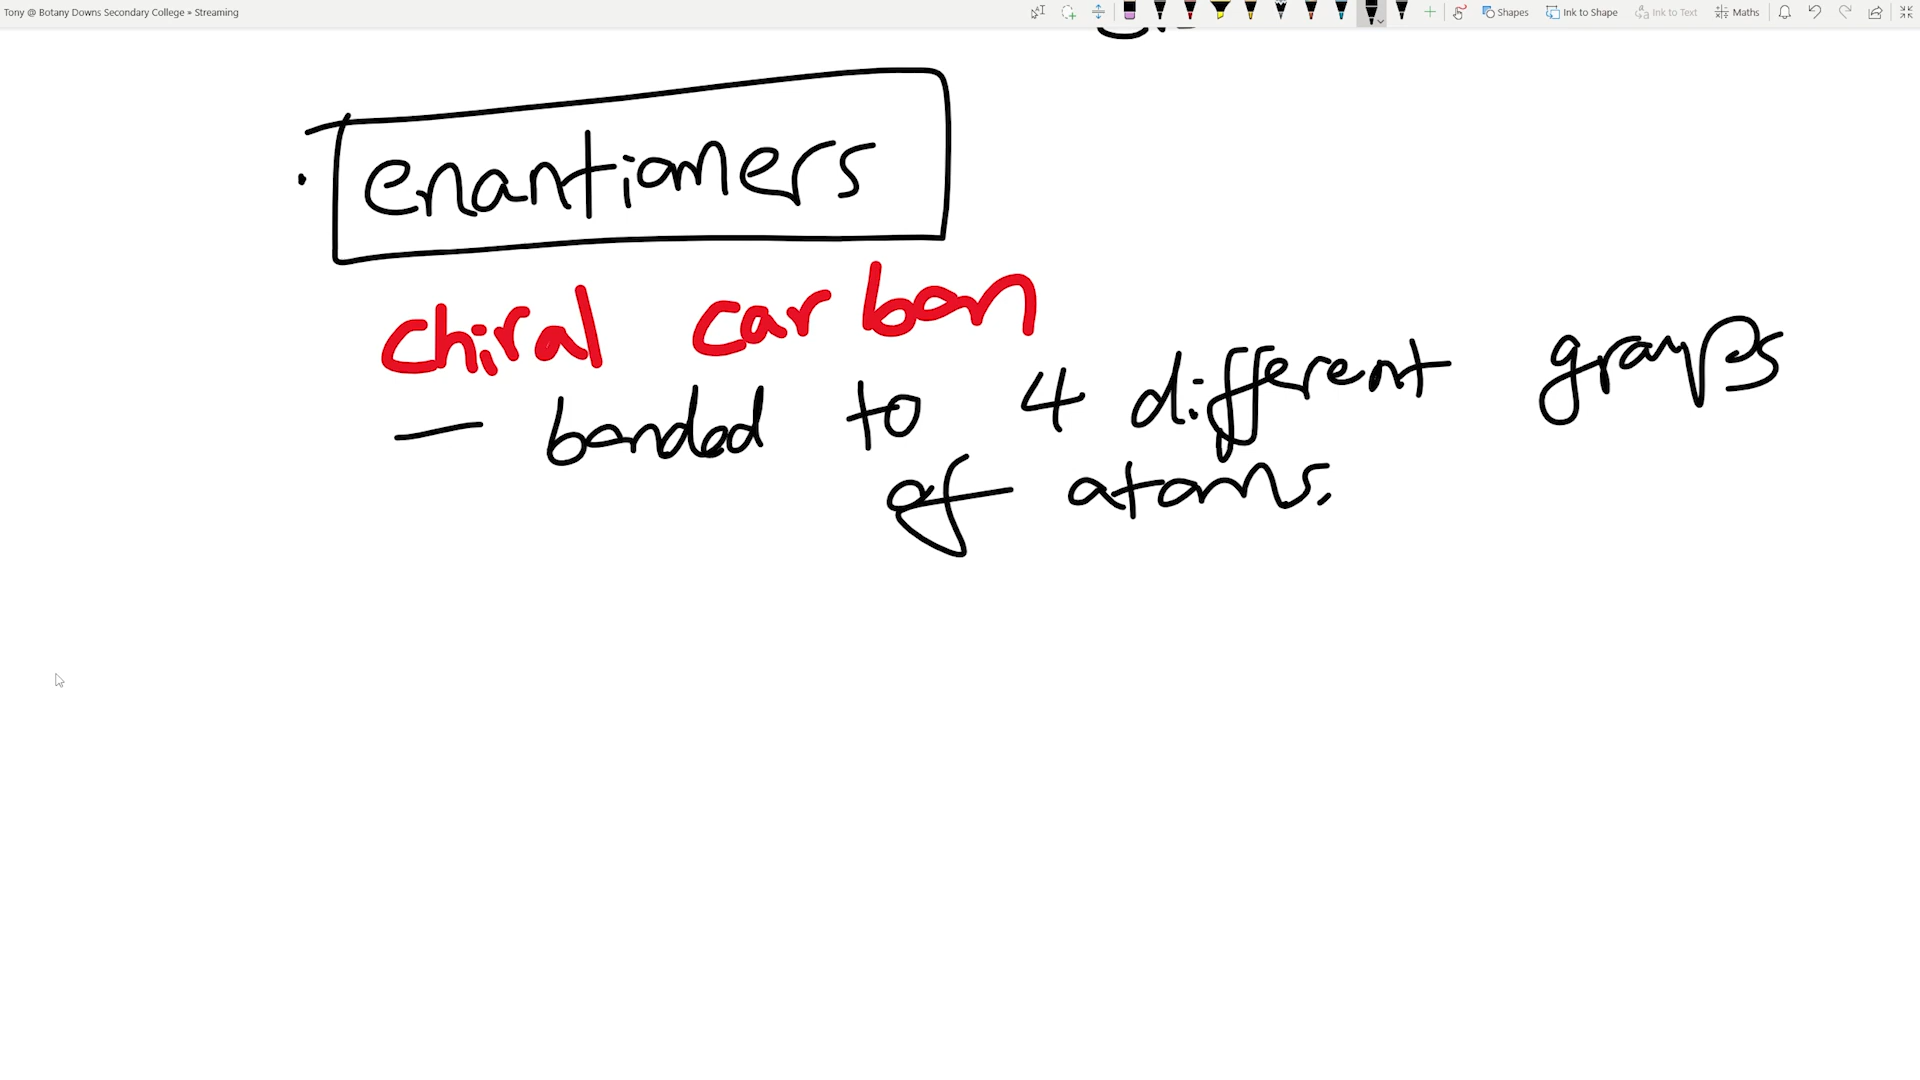 Tony @ Botany Downs Secondary College » Streaming
Shapes Ink to Shape Ink to Text Maths
enantiomers
chiral carbon
— bonded to 4 different groups
of atoms.